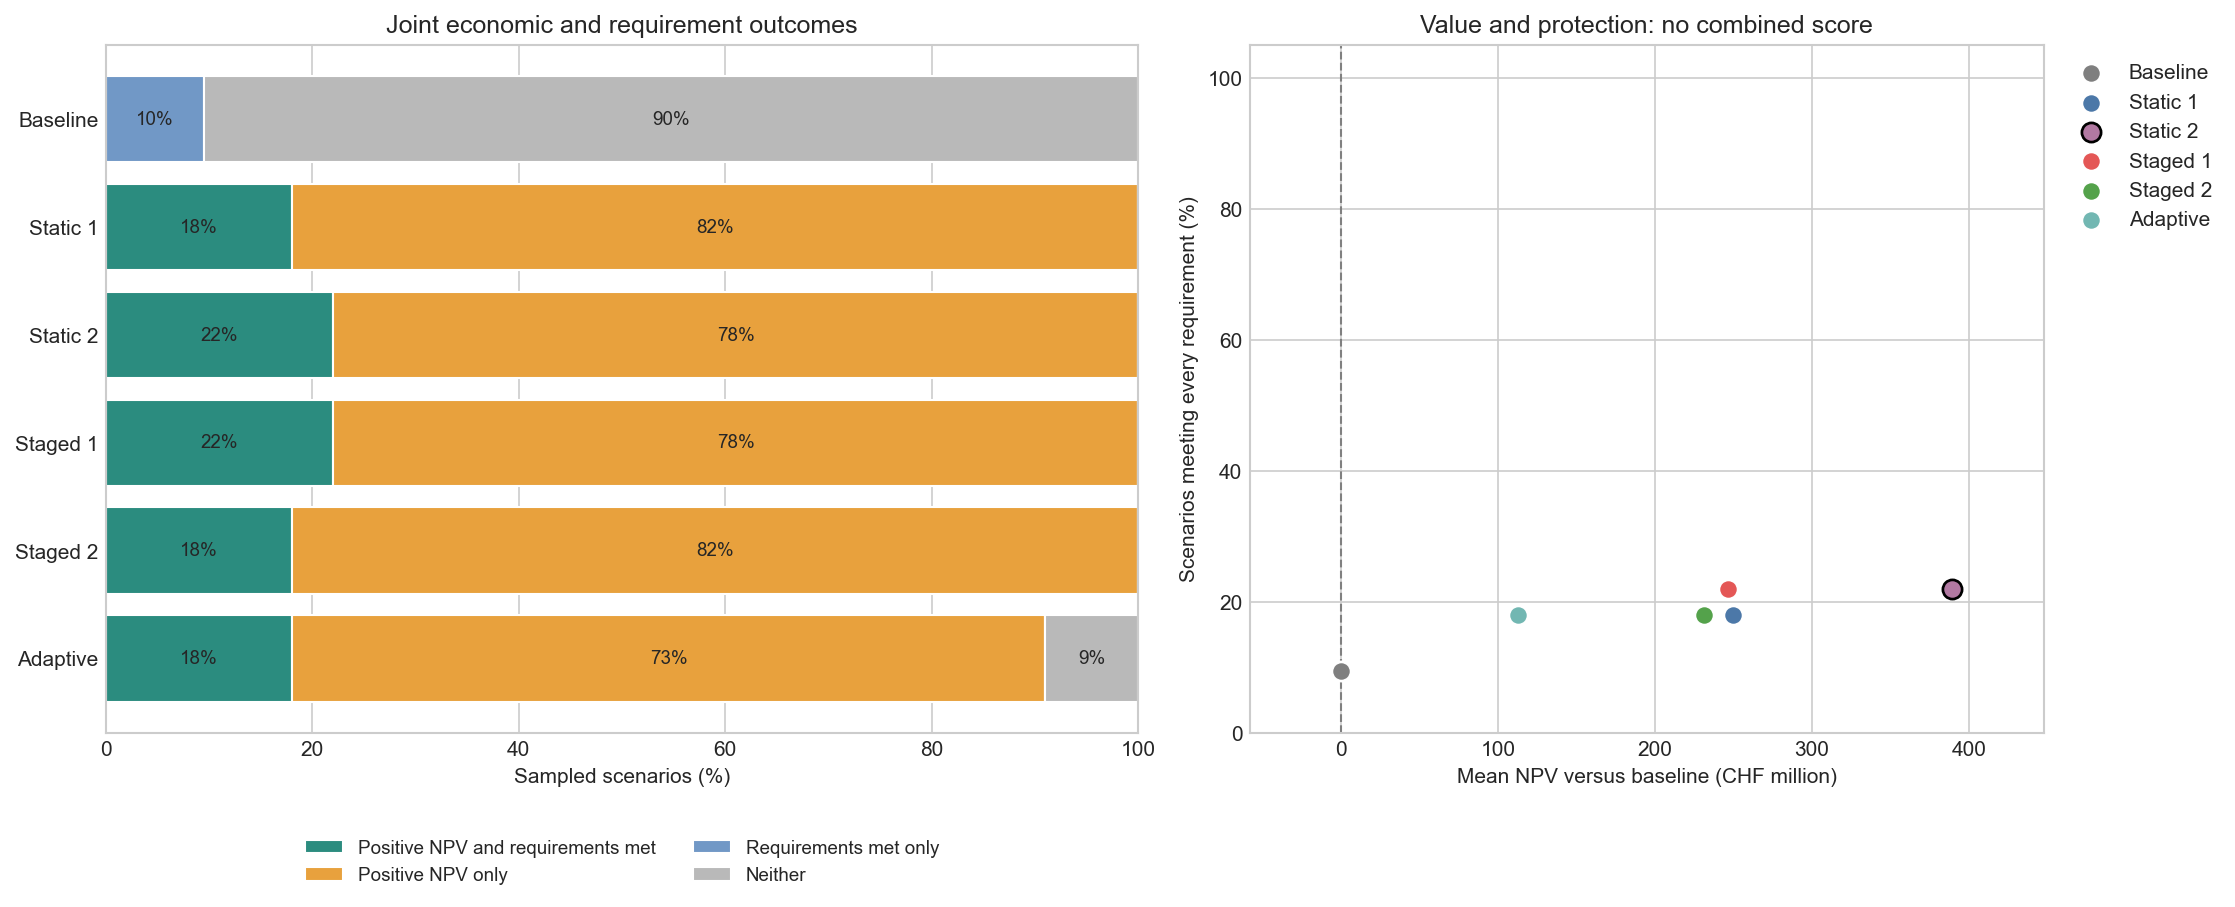 Joint economic and requirement outcomes
Baseline
10%
90%
Static 1
18%
82%
Static 2
22%
78%
Staged 1
22%
78%
Staged 2
18%
82%
Adaptive
18%
73%
9%
0
20
40
60
80
100
Sampled scenarios (%)
Positive NPV and requirements met
Positive NPV only
Requirements met only
Neither
Value and protection: no combined score
Scenarios meeting every requirement (%)
100
80
60
40
20
0
0
100
200
300
400
Mean NPV versus baseline (CHF million)
Baseline
Static 1
Static 2
Staged 1
Staged 2
Adaptive